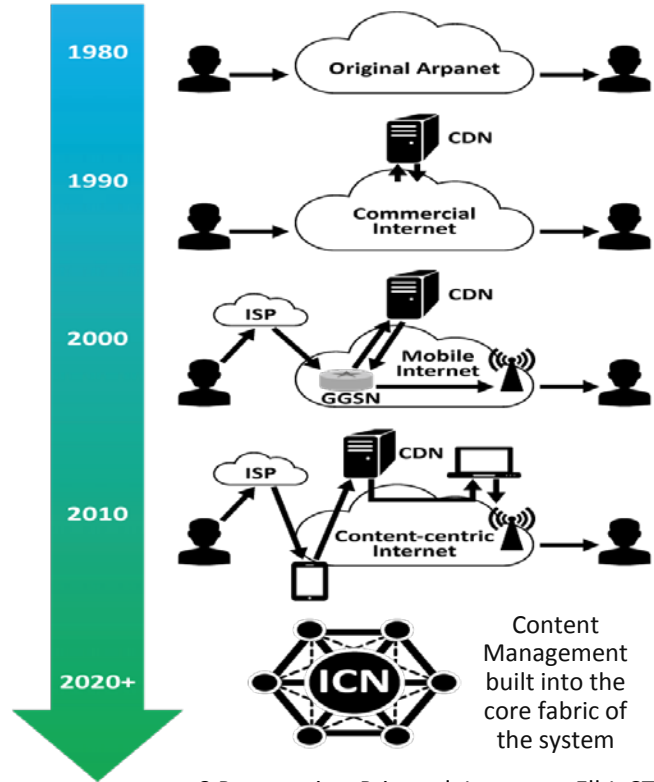 1980
Original Arpanet
CDN
1990
Commercial
Internet
ISP
CDN
2000
Mobile
Internet
GGSN
ISP
CDN
2010
Content-centric
Internet
2020+
ICN
Content
Management
built into the
core fabric of
the system